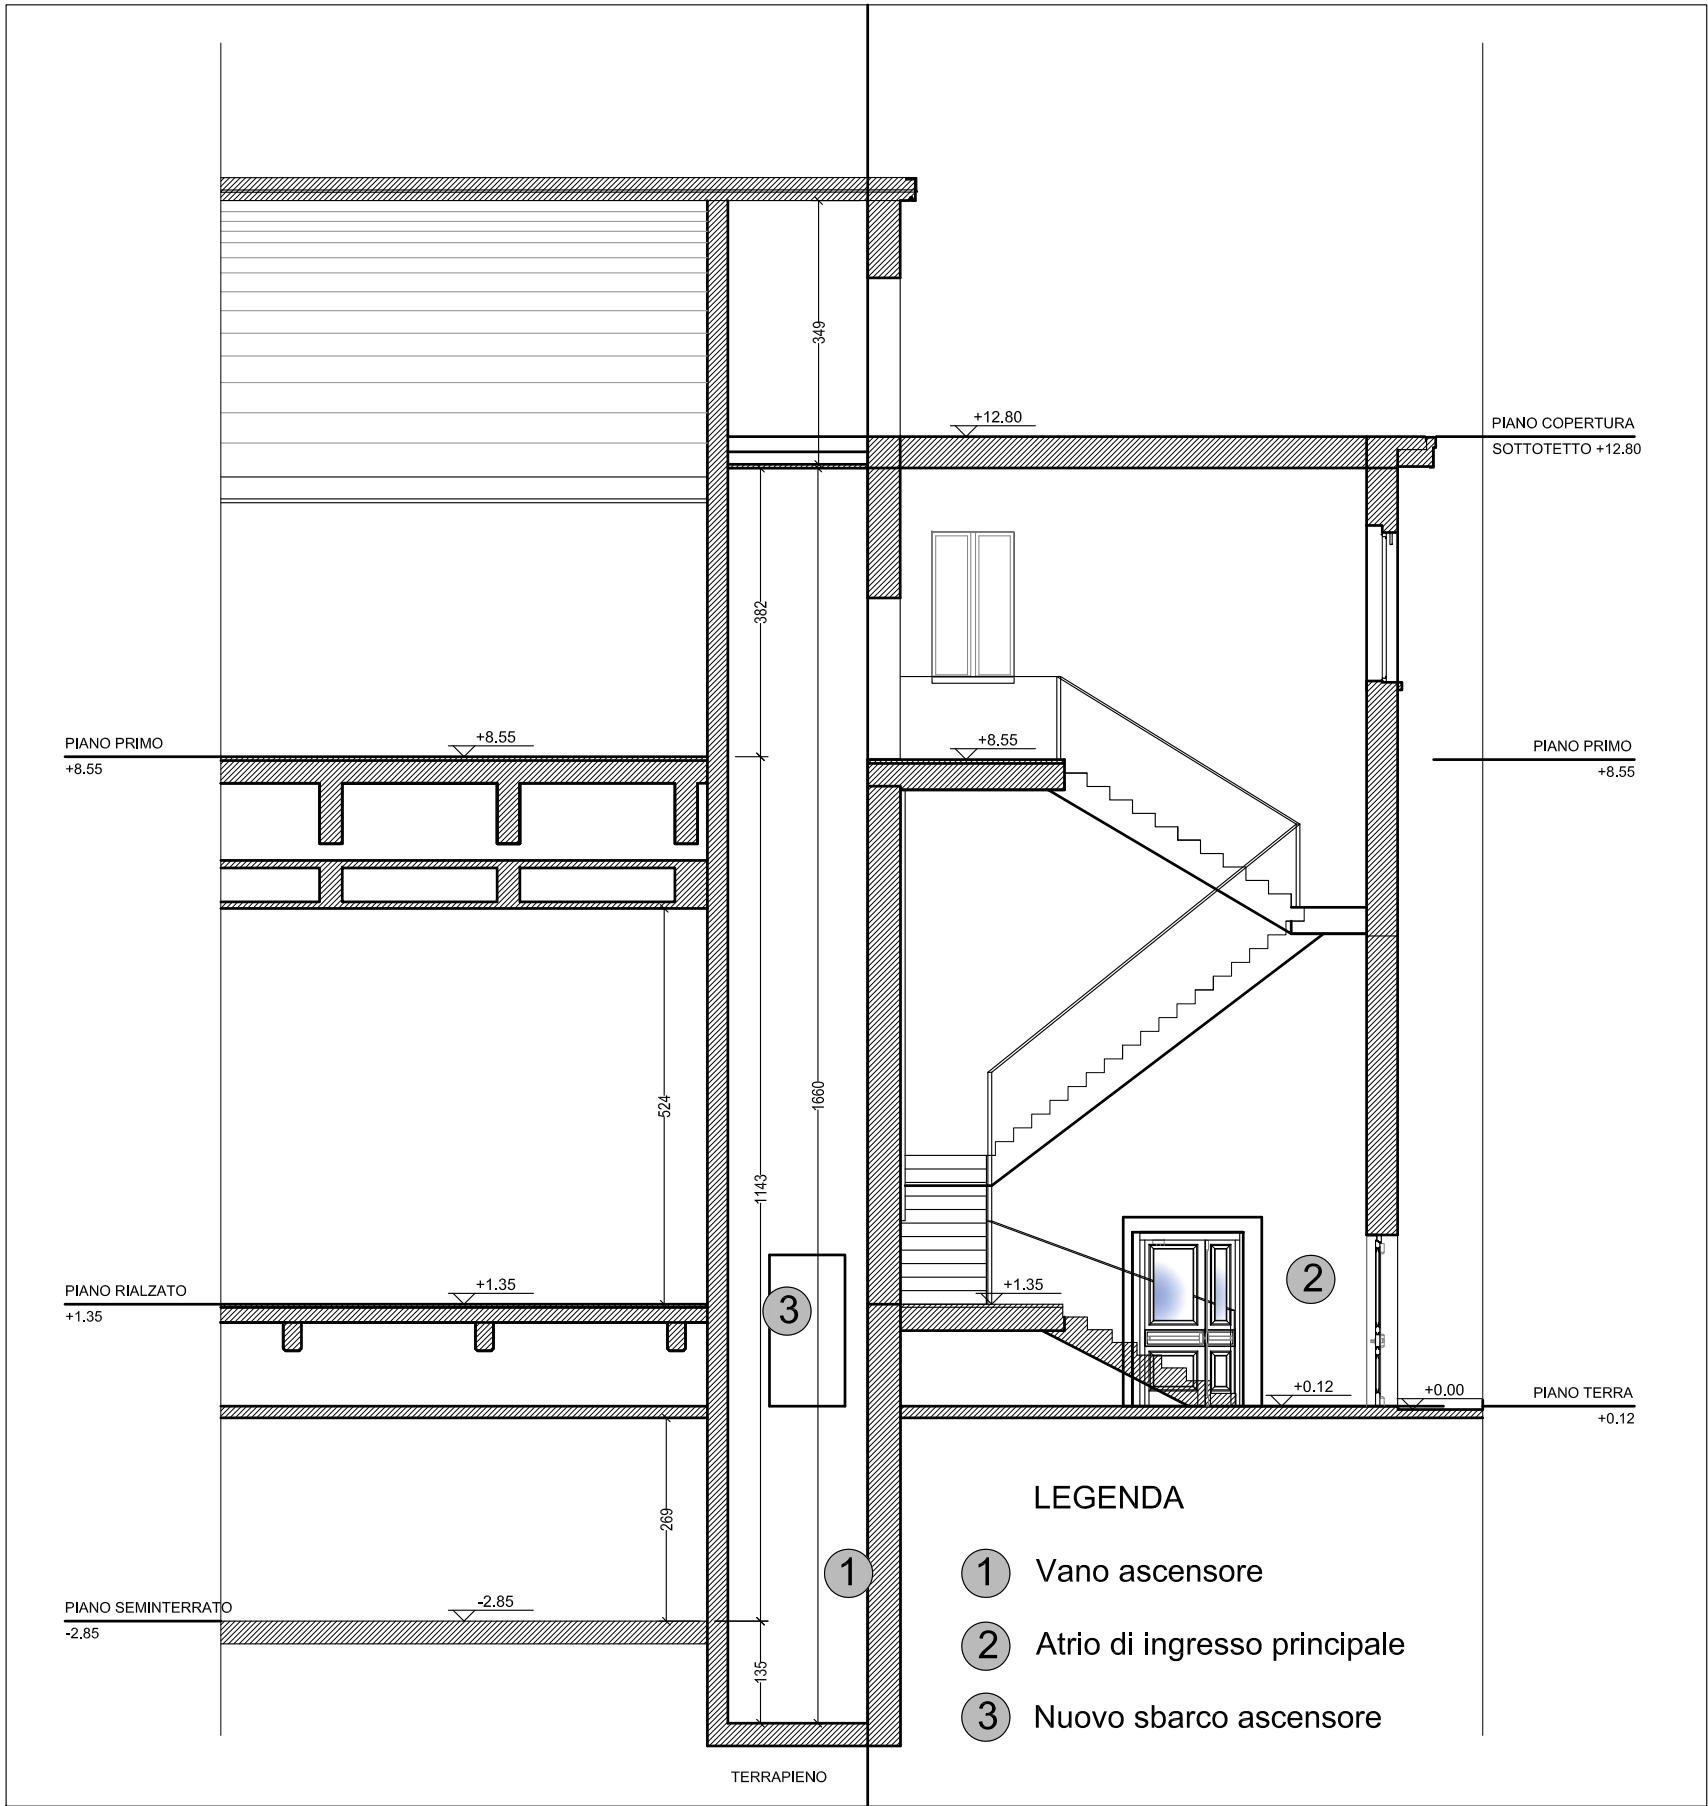 349
+12.80
PIANO COPERTURA
SOTTOTETTO +12.80
382
PIANO PRIMO
+8.55
+8.55
+8.55
PIANO PRIMO
+8.55
524
1660
1143
PIANO RIALZATO
+1.35
+1.35
3
+1.35
2
+0.12
+0.00
PIANO TERRA
+0.12
269
PIANO SEMINTERRATO
-2.85
-2.85
135
1
TERRAPIENO
LEGENDA
1 Vano ascensore
2 Atrio di ingresso principale
3 Nuovo sbarco ascensore